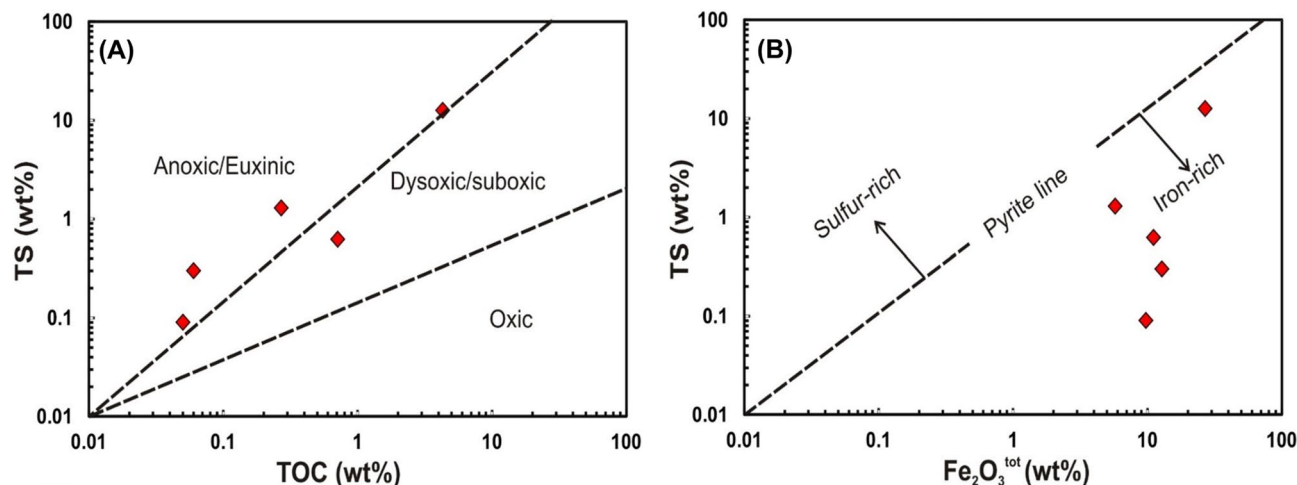 (A)
100
10
1
0.1
0.01
TS (wt%)
Anoxic/Euxinic
Dysoxic/suboxic
Oxic
0.01 0.1 1 10 100
TOC (wt%)
(B)
100
10
1
0.1
0.01
TS (wt%)
Sulfur-rich
Pyrite line
Iron-rich
0.01 0.1 1 10 100
Fe₂O₃ᵗᵒᵗ (wt%)